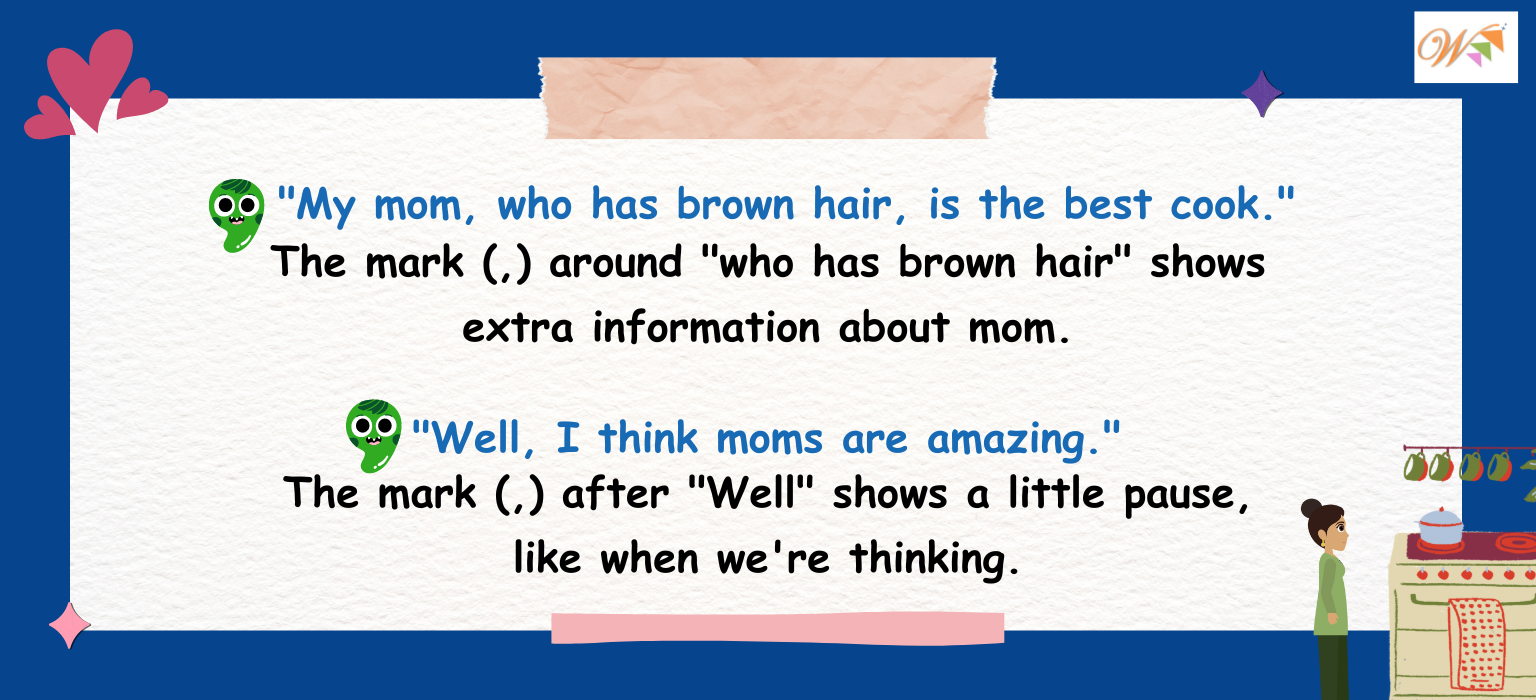 "My mom, who has brown hair, is the best cook."
The mark (,) around "who has brown hair" shows
extra information about mom.
"Well, I think moms are amazing."
The mark (,) after "Well" shows a little pause,
like when we're thinking.
W